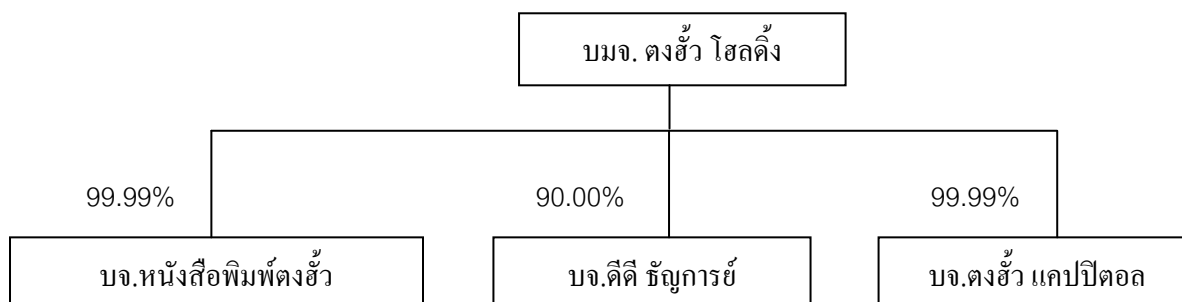 บมจ. ตงฮั้ว โฮลดิ้ง
99.99% 90.00% 99.99%
บจ.หนังสือพิมพ์ตงฮั้ว บจ.ดีดี ธัญการย์ บจ.ตงฮั้ว แคปปิตอล